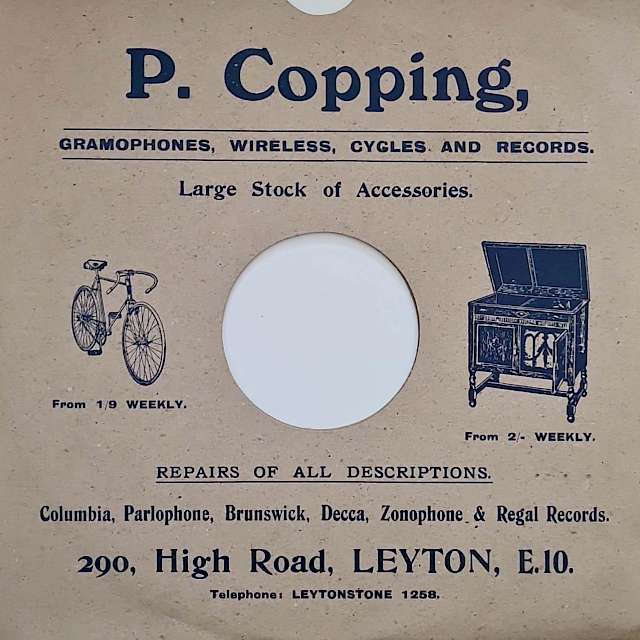 P. Copping,
GRAMOPHONES, WIRELESS, CYCLES AND RECORDS.
Large Stock of Accessories.
From 1/9 WEEKLY.
From 2/- WEEKLY.
REPAIRS OF ALL DESCRIPTIONS.
Columbia, Parlophone, Brunswick, Decca, Zonophone & Regal Records.
290, High Road, LEYTON, E.10.
Telephone: LEYTONSTONE 1258.